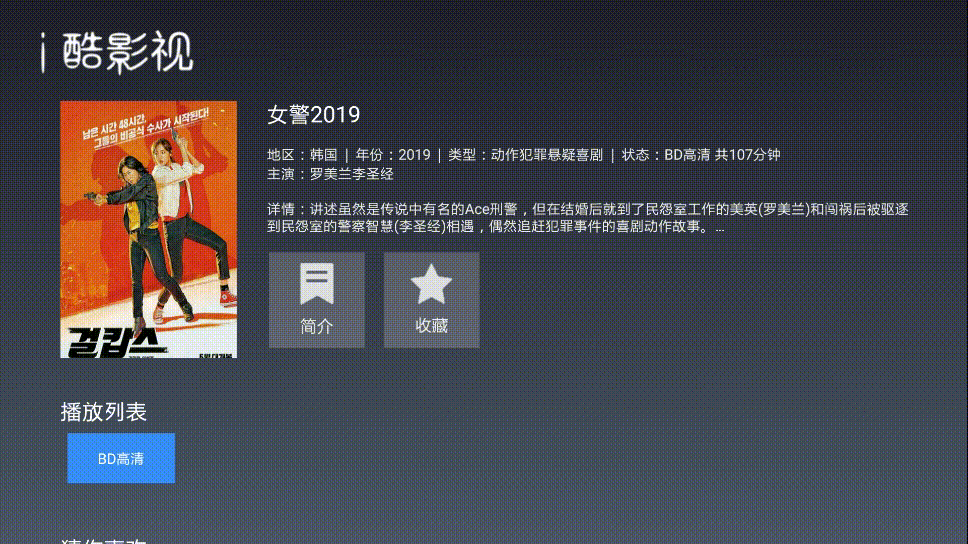 i 酷影视
남은 시간 48시간,
그들의 비공식 수사가 시작된다!
걸캅스
女警2019
地区：韩国 | 年份：2019 | 类型：动作犯罪悬疑喜剧 | 状态：BD高清 共107分钟
主演：罗美兰李圣经
详情：讲述虽然是传说中有名的Ace刑警，但在结婚后就到了民怨室工作的美英(罗美兰)和闯祸后被驱逐
到民怨室的警察智慧(李圣经)相遇，偶然追赶犯罪事件的喜剧动作故事。...
简介
收藏
播放列表
BD高清